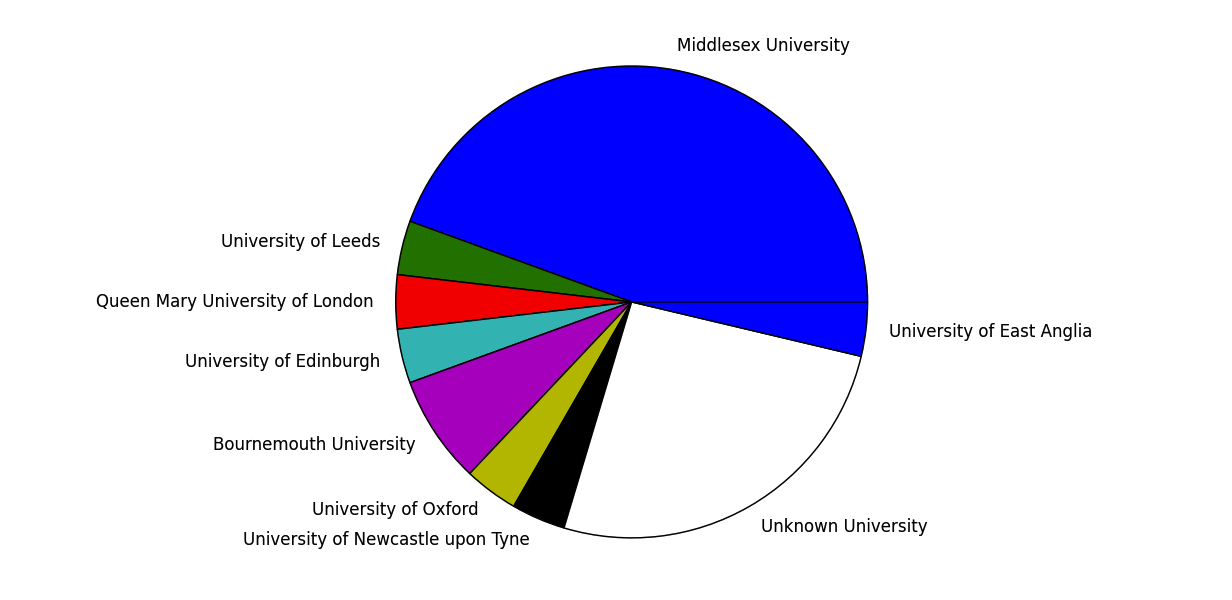 Middlesex University
University of Leeds
Queen Mary University of London
University of East Anglia
University of Edinburgh
Bournemouth University
University of Oxford
Unknown University
University of Newcastle upon Tyne